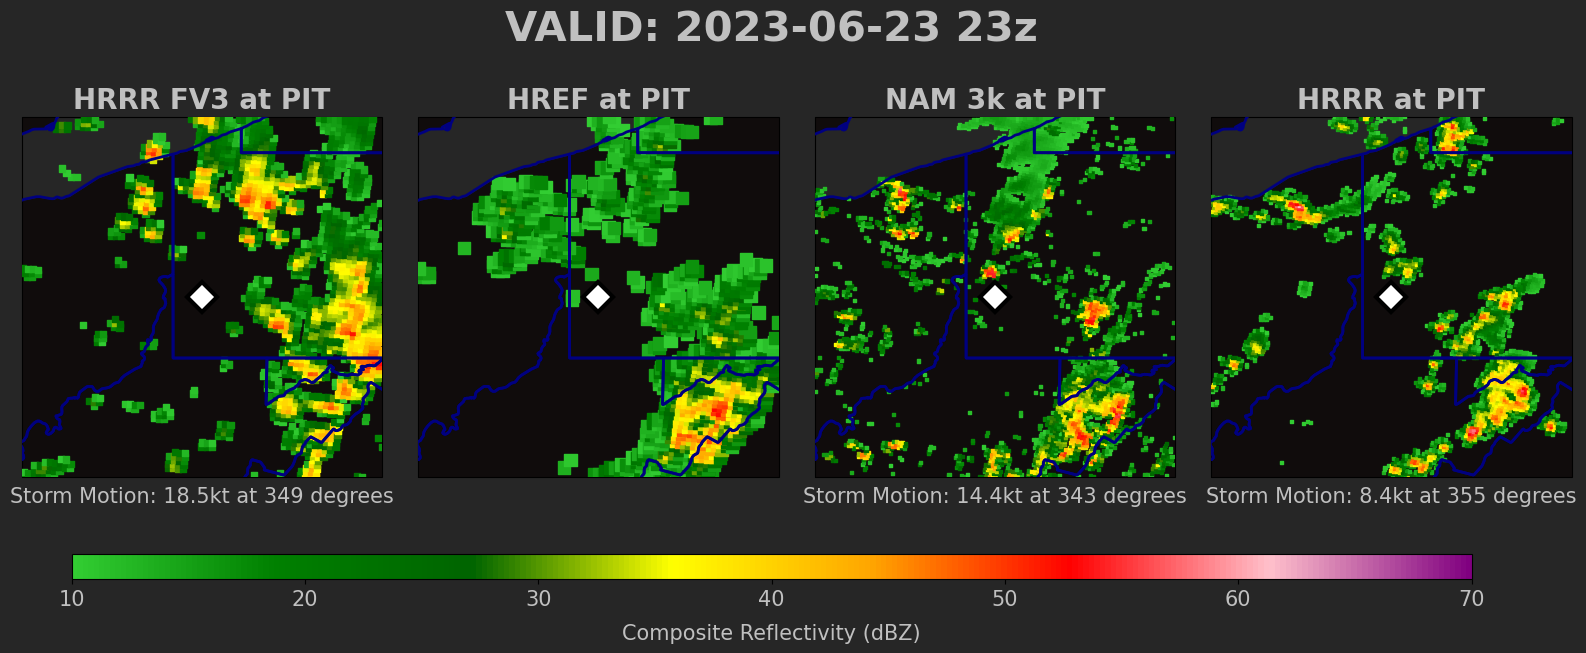 VALID: 2023-06-23 23z
HRRR FV3 at PIT
HREF at PIT
NAM 3k at PIT
HRRR at PIT
Storm Motion: 18.5kt at 349 degrees
Storm Motion: 14.4kt at 343 degrees
Storm Motion: 8.4kt at 355 degrees
10 20 30 40 50 60 70
Composite Reflectivity (dBZ)